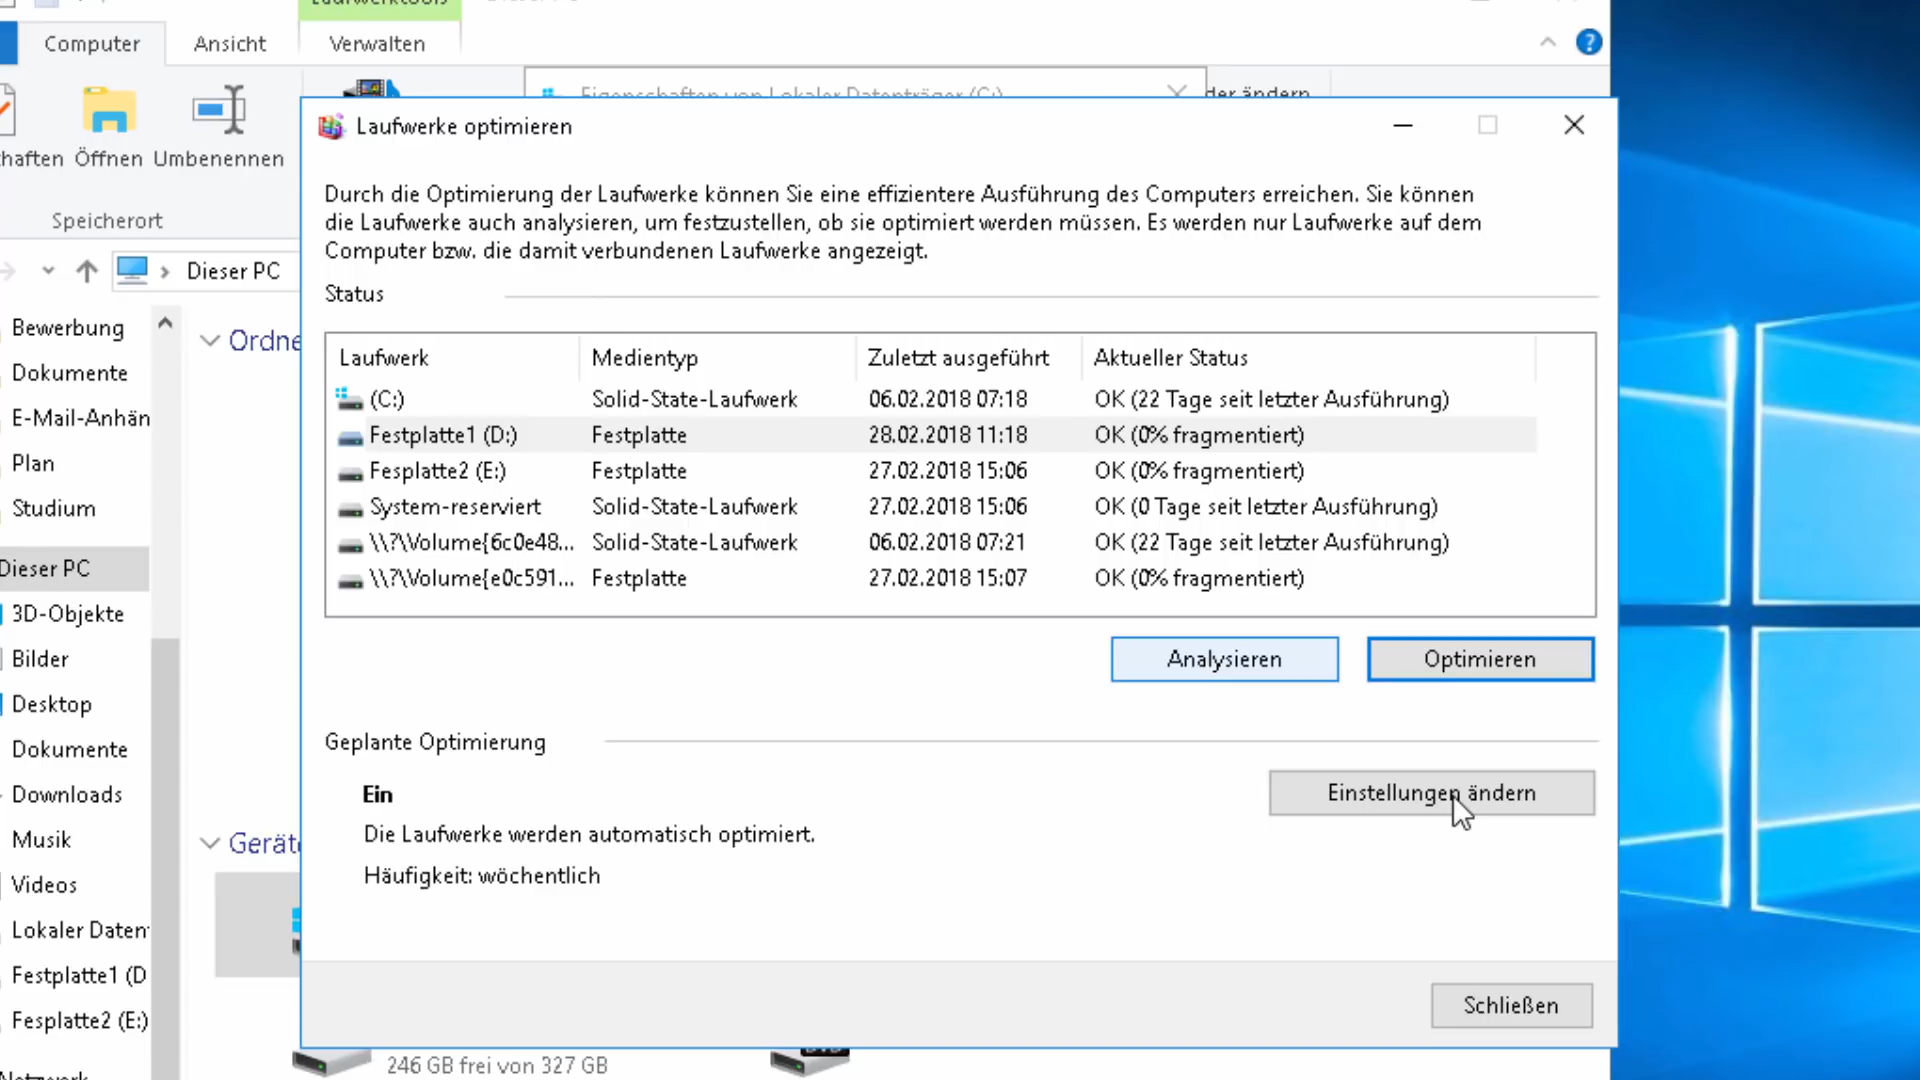 Computer
Ansicht
Verwalten
Eigenschaften von Lokaler Datenträger (C:)
der ändern
haften
Öffnen
Umbenennen
Speicherort
Dieser PC
Bewerbung
Dokumente
E-Mail-Anhän
Plan
Studium
Dieser PC
3D-Objekte
Bilder
Desktop
Dokumente
Downloads
Musik
Videos
Lokaler Daten
Festplatte1 (D
Fesplatte2 (E:)
Netzwerk
Ordne
Geräte
246 GB frei von 327 GB
Laufwerke optimieren
Durch die Optimierung der Laufwerke können Sie eine effizientere Ausführung des Computers erreichen. Sie können
die Laufwerke auch analysieren, um festzustellen, ob sie optimiert werden müssen. Es werden nur Laufwerke auf dem
Computer bzw. die damit verbundenen Laufwerke angezeigt.
Status
Laufwerk Medientyp Zuletzt ausgeführt Aktueller Status
(C:) Solid-State-Laufwerk 06.02.2018 07:18 OK (22 Tage seit letzter Ausführung)
Festplatte1 (D:) Festplatte 28.02.2018 11:18 OK (0% fragmentiert)
Fesplatte2 (E:) Festplatte 27.02.2018 15:06 OK (0% fragmentiert)
System-reserviert Solid-State-Laufwerk 27.02.2018 15:06 OK (0 Tage seit letzter Ausführung)
\\?\Volume{6c0e48... Solid-State-Laufwerk 06.02.2018 07:21 OK (22 Tage seit letzter Ausführung)
\\?\Volume{e0c591... Festplatte 27.02.2018 15:07 OK (0% fragmentiert)
Analysieren
Optimieren
Geplante Optimierung
Ein
Einstellungen ändern
Die Laufwerke werden automatisch optimiert.
Häufigkeit: wöchentlich
Schließen